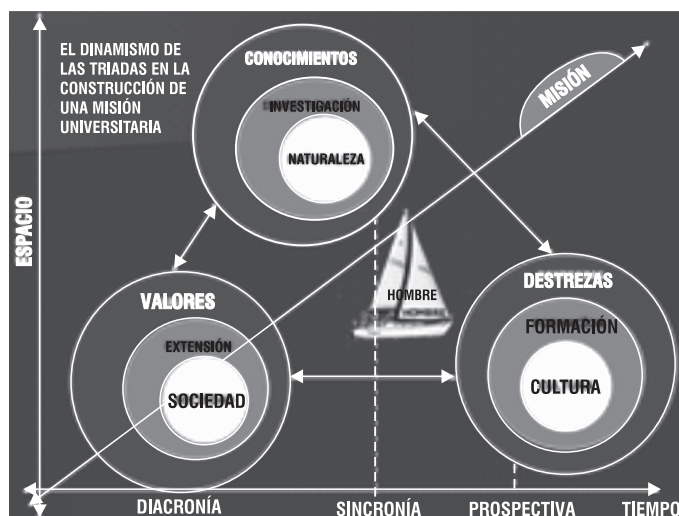 EL DINAMISMO DE
LAS TRIADAS EN LA
CONSTRUCCIÓN DE
UNA MISIÓN
UNIVERSITARIA
CONOCIMIENTOS
INVESTIGACIÓN
NATURALEZA
MISIÓN
ESPACIO
VALORES
EXTENSIÓN
SOCIEDAD
HOMBRE
DESTREZAS
FORMACIÓN
CULTURA
DIACRONÍA
SINCRONÍA
PROSPECTIVA
TIEMPO